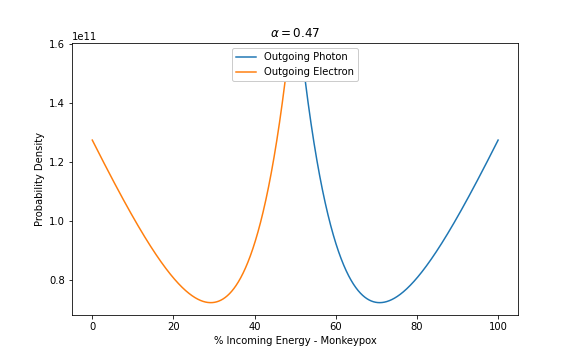 α = 0.47
1e11
Outgoing Photon
Outgoing Electron
1.6
1.4
1.2
1.0
0.8
Probability Density
0
20
40
60
80
100
% Incoming Energy - Monkeypox